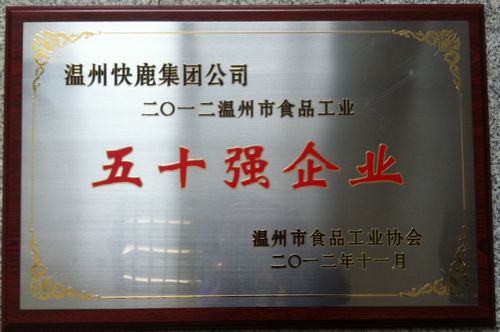 温州快鹿集团公司
二〇一二温州市食品工业
五十强企业
温州市食品工业协会
二〇一二年十一月